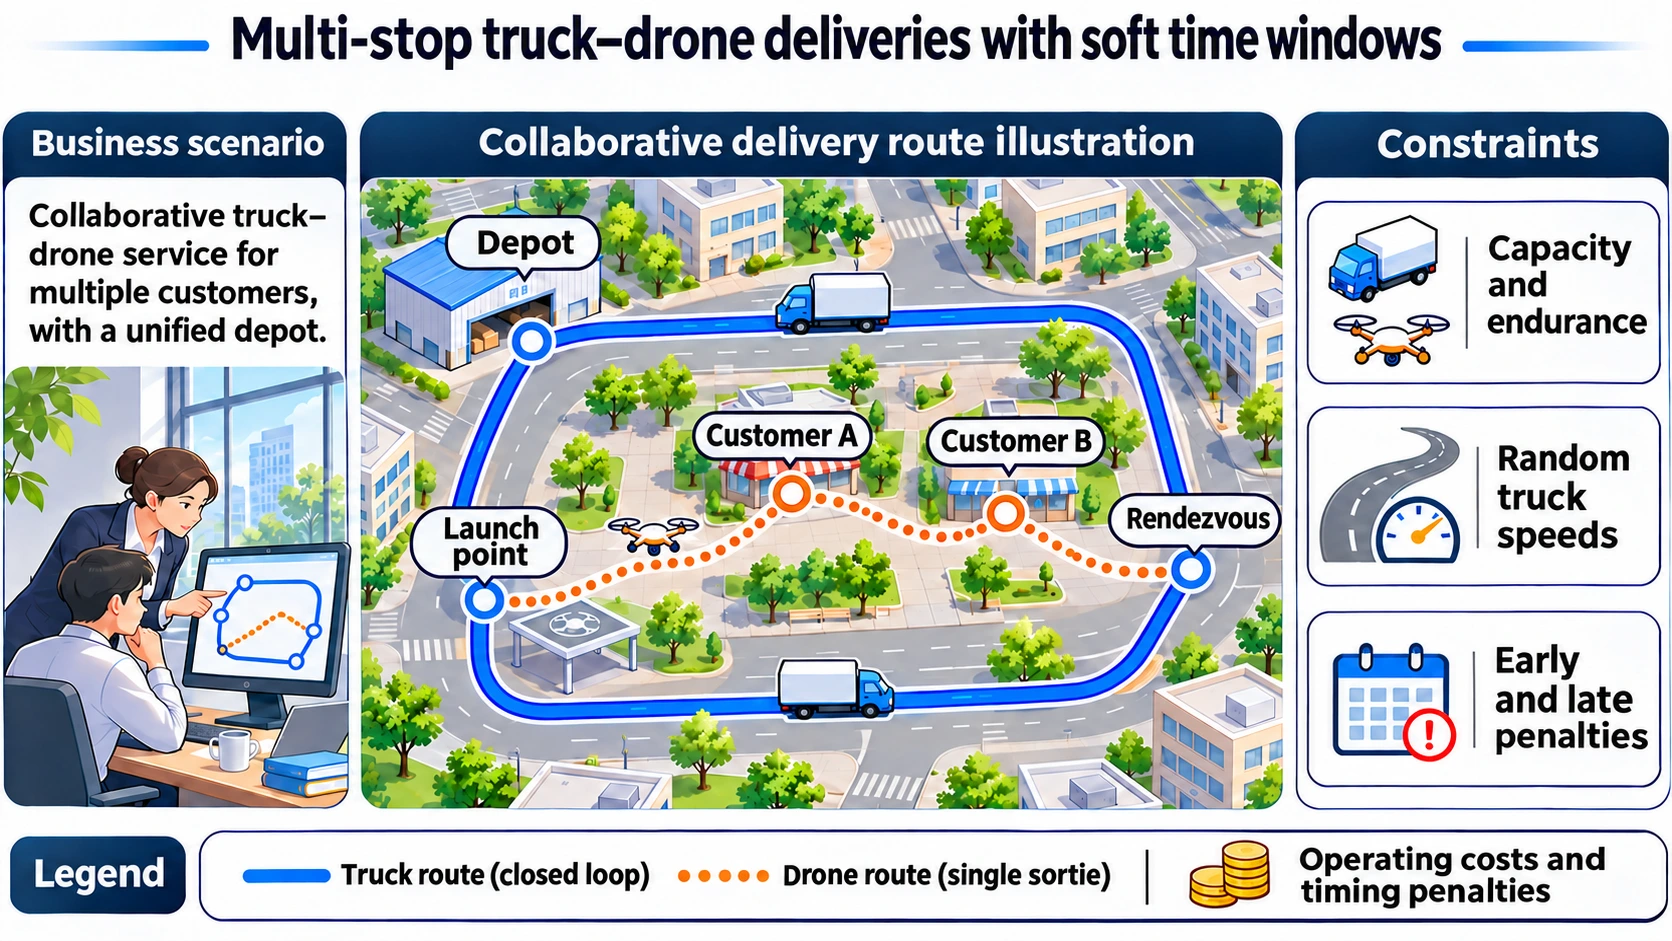 Multi-stop truck–drone deliveries with soft time windows
Business scenario
Collaborative truck–
drone service for
multiple customers,
with a unified depot.
Collaborative delivery route illustration
Depot
Customer A
Customer B
Launch
point
Rendezvous
Constraints
Capacity
and
endurance
Random
truck
speeds
Early
and late
penalties
Legend
Truck route (closed loop)
Drone route (single sortie)
Operating costs and
timing penalties